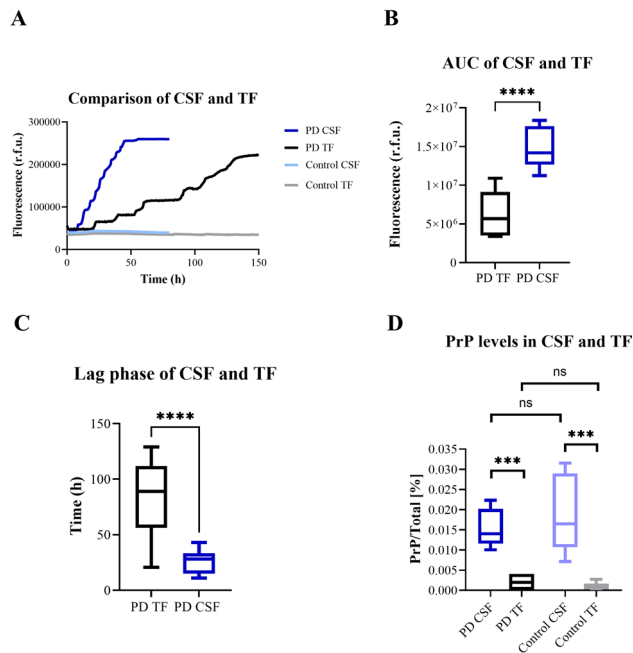 A
Comparison of CSF and TF
300000
200000
100000
0
Fluorescence (r.f.u.)
0 50 100 150
Time (h)
PD CSF
PD TF
Control CSF
Control TF
B
AUC of CSF and TF
****
2×10⁷
1.5×10⁷
1×10⁷
5×10⁶
0
Fluorescence (r.f.u.)
PD TF PD CSF
C
Lag phase of CSF and TF
****
150
100
50
0
Time (h)
PD TF PD CSF
D
PrP levels in CSF and TF
ns
ns
***
***
0.035
0.030
0.025
0.020
0.015
0.010
0.005
0.000
PrP/Total [%]
PD CSF
PD TF
Control CSF
Control TF